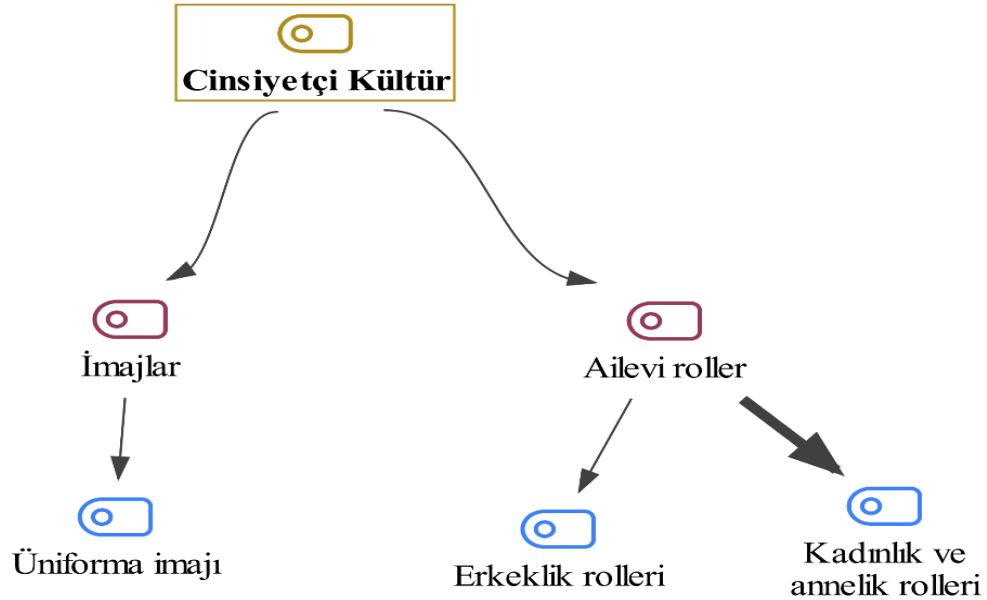 Cinsiyetçi Kültür
İmajlar
Ailevi roller
Üniforma imajı
Erkeklik rolleri
Kadınlık ve
annelik rolleri